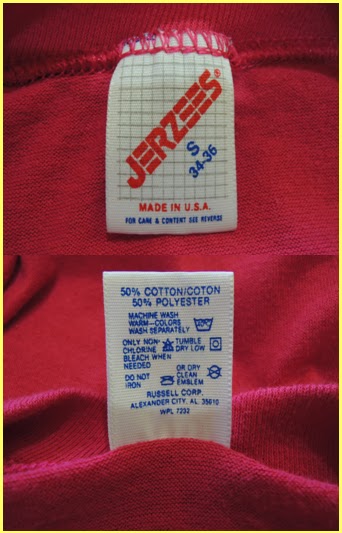 JERZEES®
S
34-36
MADE IN U.S.A.
FOR CARE & CONTENT SEE REVERSE
50% COTTON/COTON
50% POLYESTER
MACHINE WASH
WARM-COLORS
WASH SEPARATELY
ONLY NON-
CHLORINE
BLEACH WHEN
NEEDED
TUMBLE
DRY LOW
DO NOT
IRON
OR DRY
CLEAN
EMBLEM
RUSSELL CORP.
ALEXANDER CITY, AL. 35010
WPL 7232